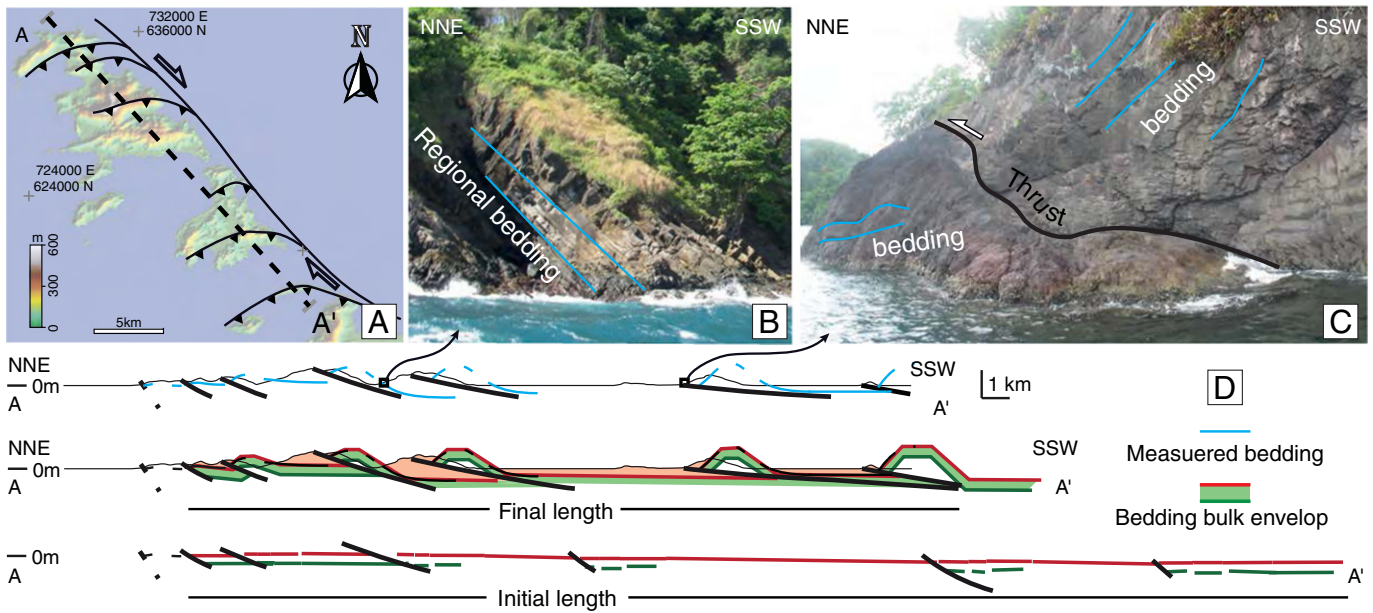 A
732000 E
636000 N
N
724000 E
624000 N
m
600
300
0
5km
A'
A
NNE
SSW
Regional bedding
B
NNE
SSW
bedding
Thrust
bedding
C
NNE
0m
A
SSW
A'
1 km
D
Measuered bedding
Bedding bulk envelop
NNE
0m
A
SSW
A'
Final length
0m
A
A'
Initial length